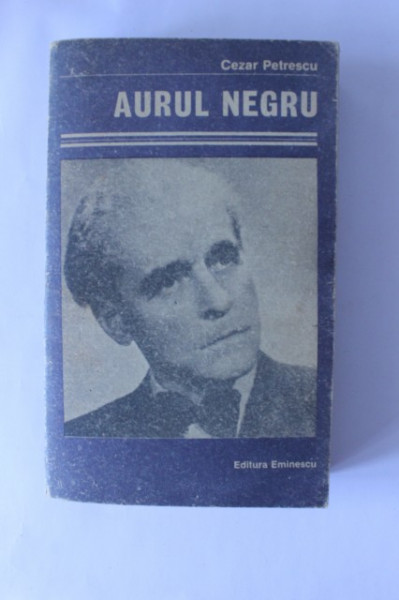 Cezar Petrescu
AURUL NEGRU
Editura Eminescu